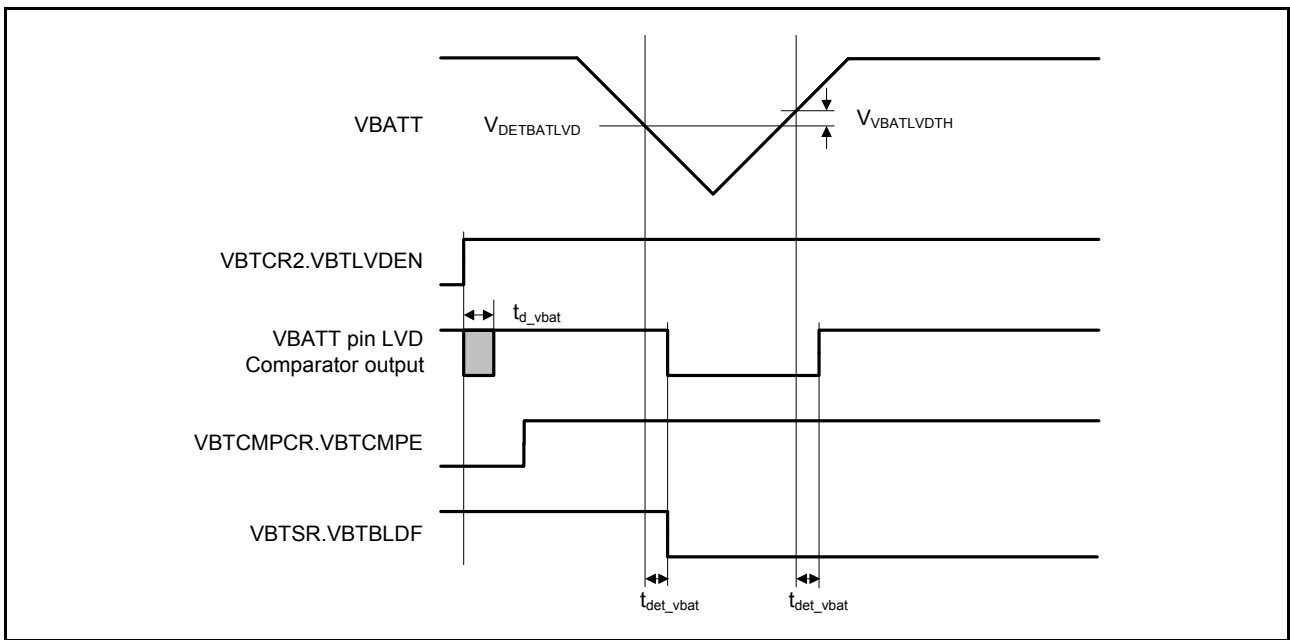 VBATT
VDETBATLVD
VVBATLVDTH
VBTCR2.VBTLVDEN
td_vbat
VBATT pin LVD
Comparator output
VBTCMPCR.VBTCMPE
VBTSR.VBTBLDF
tdet_vbat
tdet_vbat